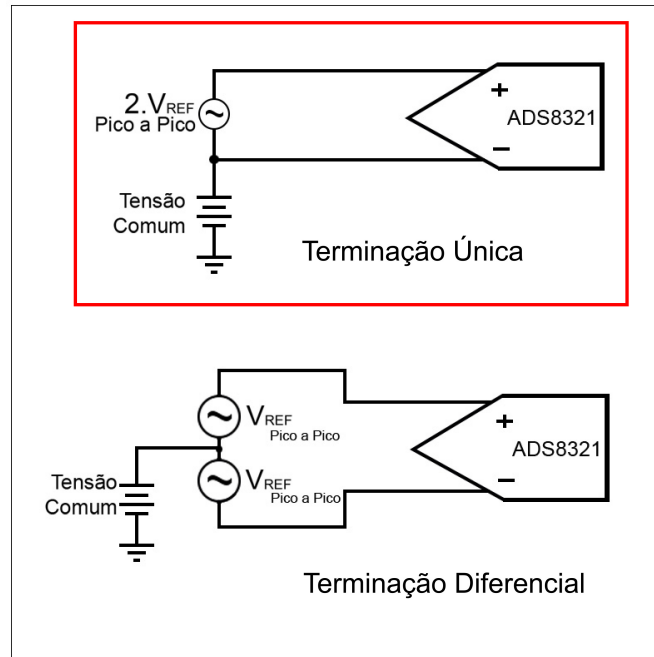 2.VREF
Pico a Pico
+
ADS8321
−
Tensão
Comum
Terminação Única
VREF
Pico a Pico
+
ADS8321
VREF
Pico a Pico
−
Tensão
Comum
Terminação Diferencial